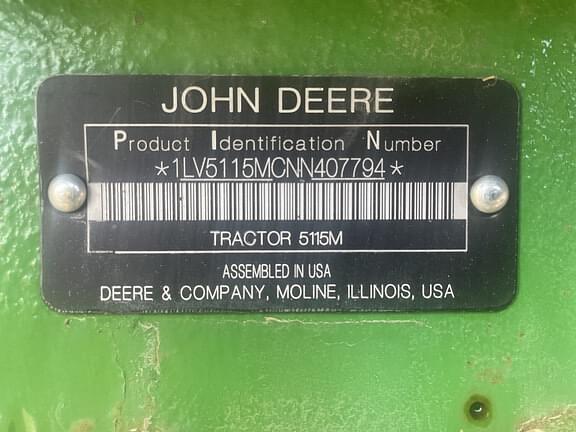 JOHN DEERE
Product Identification Number
*1LV5115MCNN407794*
TRACTOR 5115M
ASSEMBLED IN USA
DEERE & COMPANY, MOLINE, ILLINOIS, USA